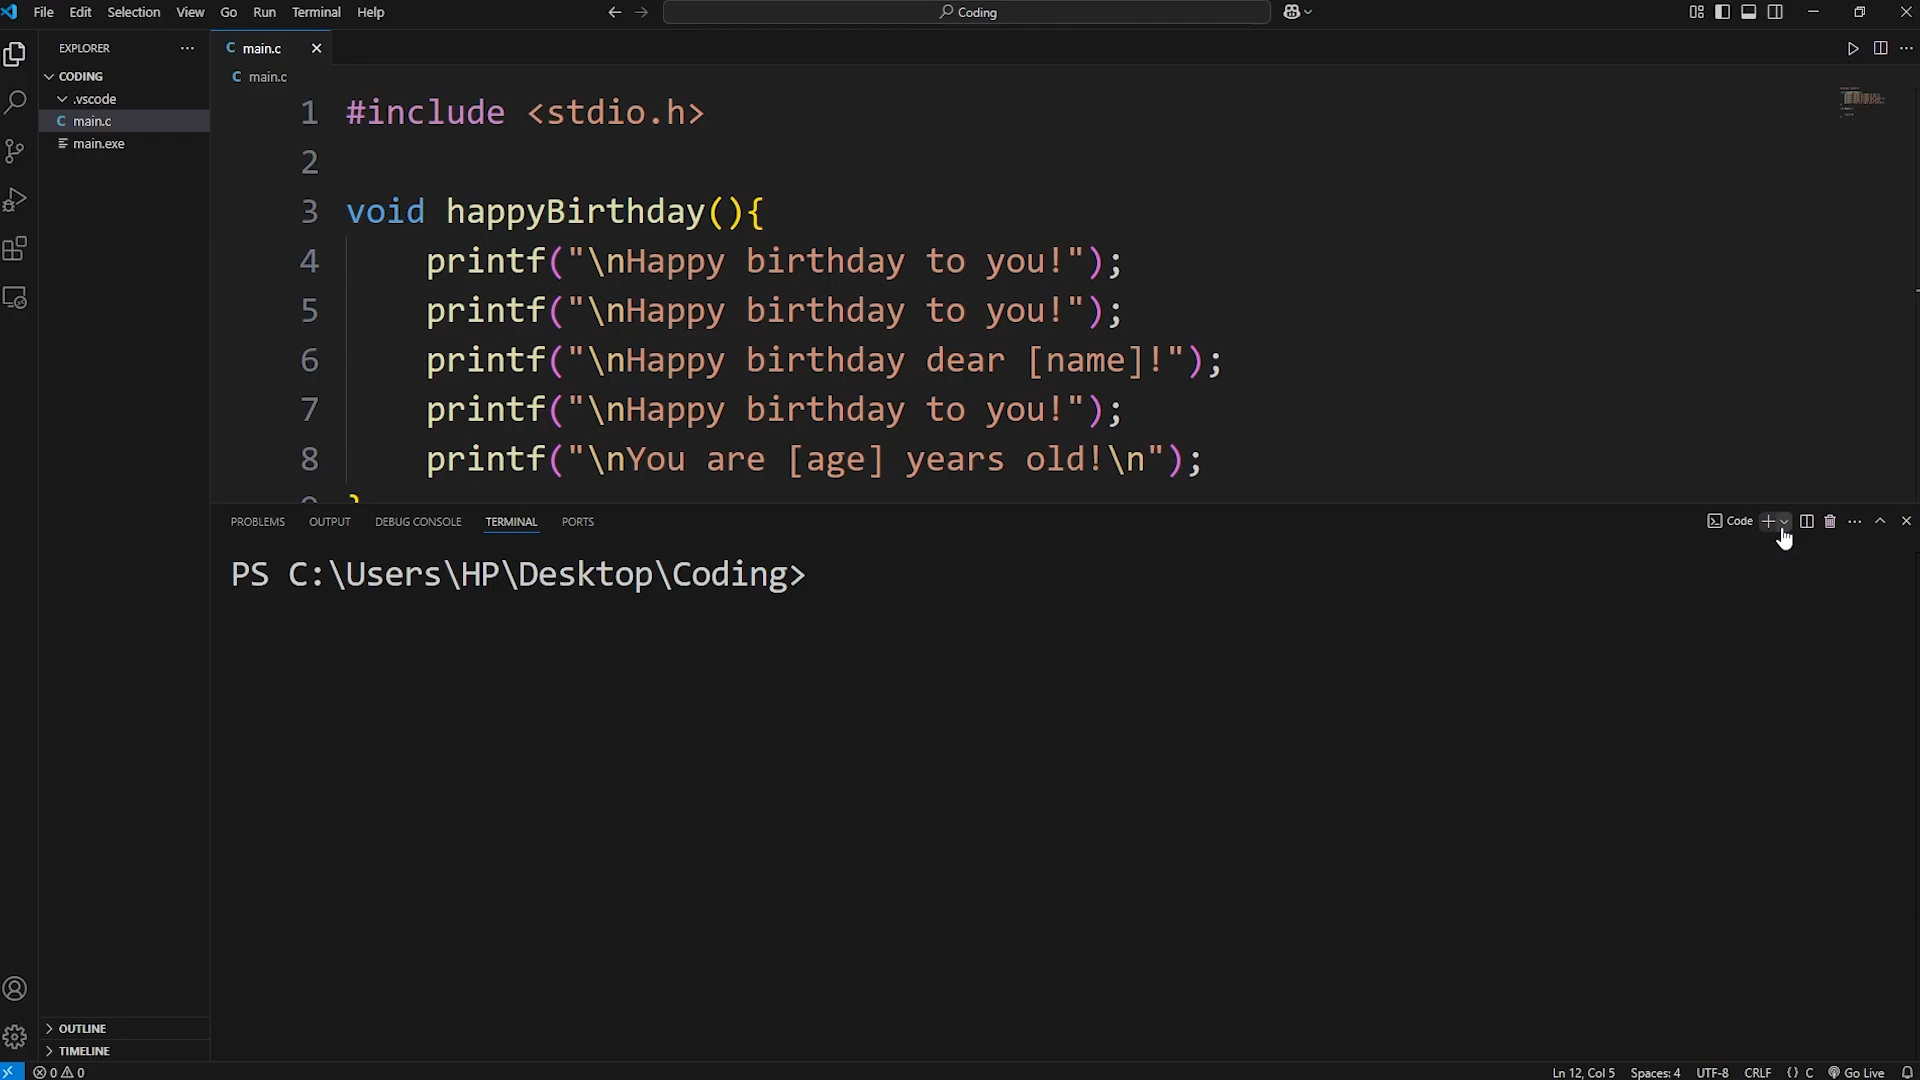 File Edit Selection View Go Run Terminal Help
Coding
EXPLORER
CODING
.vscode
C main.c
main.exe
OUTLINE
TIMELINE
C main.c
C main.c
1 #include <stdio.h>
2
3 void happyBirthday(){
4 printf("\nHappy birthday to you!");
5 printf("\nHappy birthday to you!");
6 printf("\nHappy birthday dear [name]!");
7 printf("\nHappy birthday to you!");
8 printf("\nYou are [age] years old!\n");
PROBLEMS OUTPUT DEBUG CONSOLE TERMINAL PORTS
Code
PS C:\Users\HP\Desktop\Coding>
0 0
Ln 12, Col 5 Spaces: 4 UTF-8 CRLF {} C Go Live